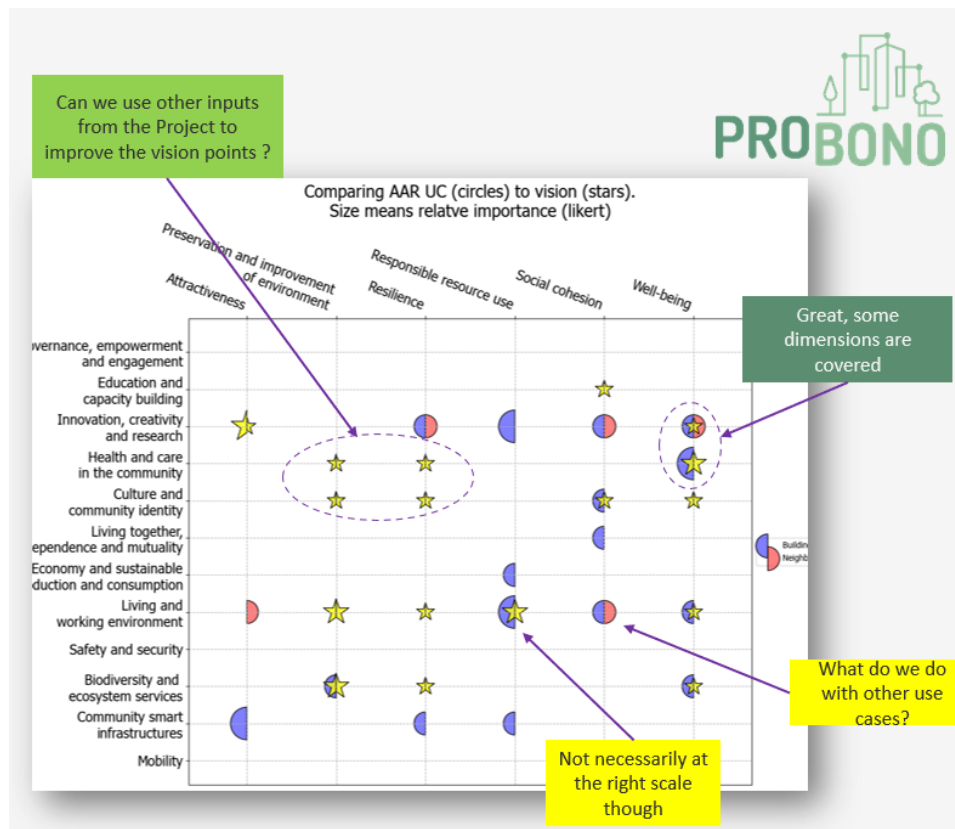 Can we use other inputs
from the Project to
improve the vision points ?
PROBONO
Comparing AAR UC (circles) to vision (stars).
Size means relatve importance (likert)
Preservation and improvement
of environment
Attractiveness
Resilience
Responsible resource use
Social cohesion
Well-being
Great, some
dimensions are
covered
overnance, empowerment
and engagement
Education and
capacity building
Innovation, creativity
and research
Health and care
in the community
Culture and
community identity
Living together,
ependence and mutuality
Economy and sustainable
duction and consumption
Living and
working environment
Safety and security
Biodiversity and
ecosystem services
Community smart
infrastructures
Mobility
Buildin
Neighb
What do we do
with other use
cases?
Not necessarily at
the right scale
though